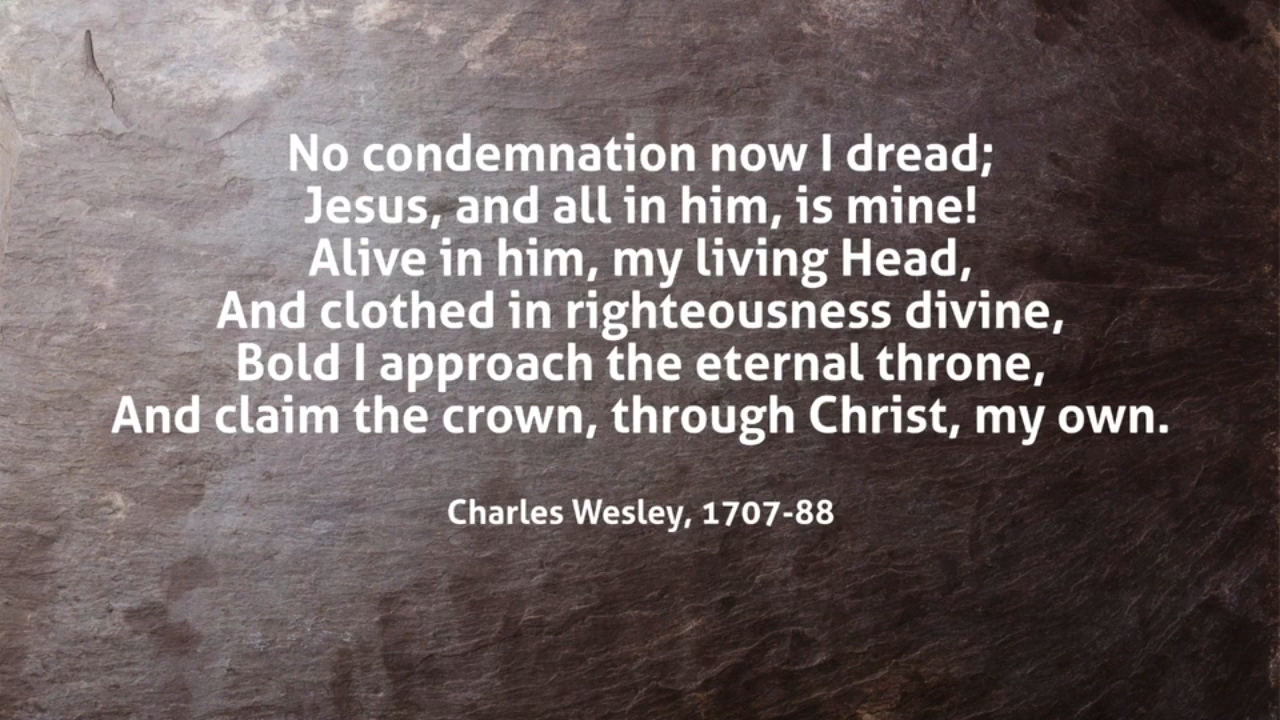 No condemnation now I dread;
Jesus, and all in him, is mine!
Alive in him, my living Head,
And clothed in righteousness divine,
Bold I approach the eternal throne,
And claim the crown, through Christ, my own.
Charles Wesley, 1707-88